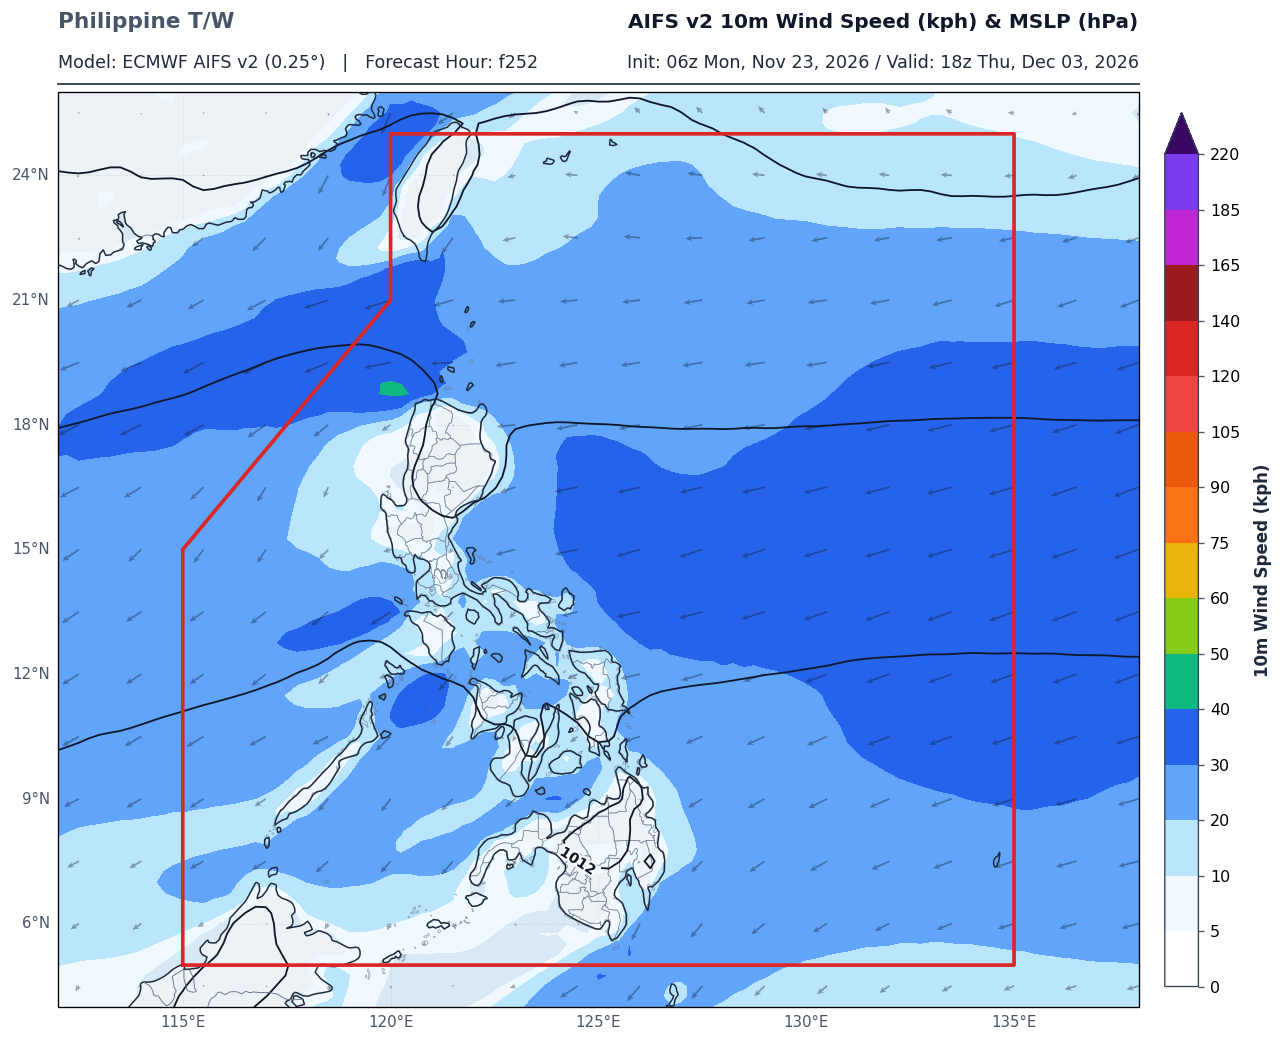 Philippine T/W
AIFS v2 10m Wind Speed (kph) & MSLP (hPa)
Model: ECMWF AIFS v2 (0.25°) | Forecast Hour: f252
Init: 06z Mon, Nov 23, 2026 / Valid: 18z Thu, Dec 03, 2026
24°N
21°N
18°N
15°N
12°N
9°N
6°N
115°E
120°E
125°E
130°E
135°E
1012
220
185
165
140
120
105
90
75
60
50
40
30
20
10
5
0
10m Wind Speed (kph)